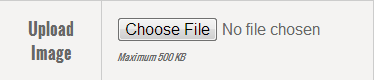 Upload
Image
Choose File No file chosen
Maximum 500 KB